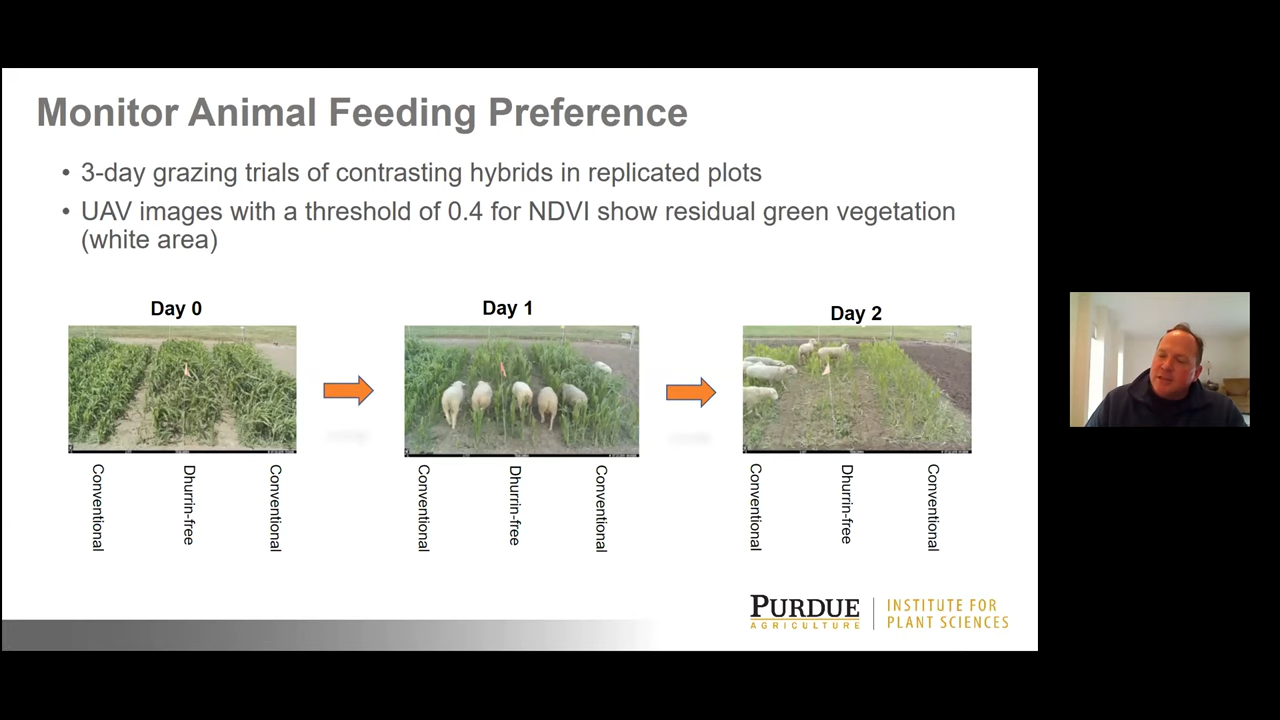 Monitor Animal Feeding Preference
• 3-day grazing trials of contrasting hybrids in replicated plots
• UAV images with a threshold of 0.4 for NDVI show residual green vegetation
(white area)
Day 0
Day 1
Day 2
Conventional
Dhurrin-free
Conventional
Conventional
Dhurrin-free
Conventional
Conventional
Dhurrin-free
Conventional
PURDUE
AGRICULTURE
INSTITUTE FOR
PLANT SCIENCES